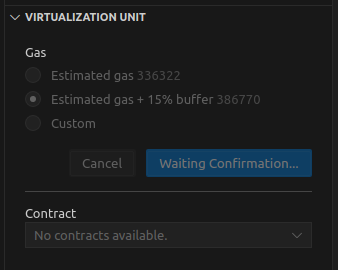 VIRTUALIZATION UNIT
Gas
Estimated gas 336322
Estimated gas + 15% buffer 386770
Custom
Cancel Waiting Confirmation...
Contract
No contracts available.